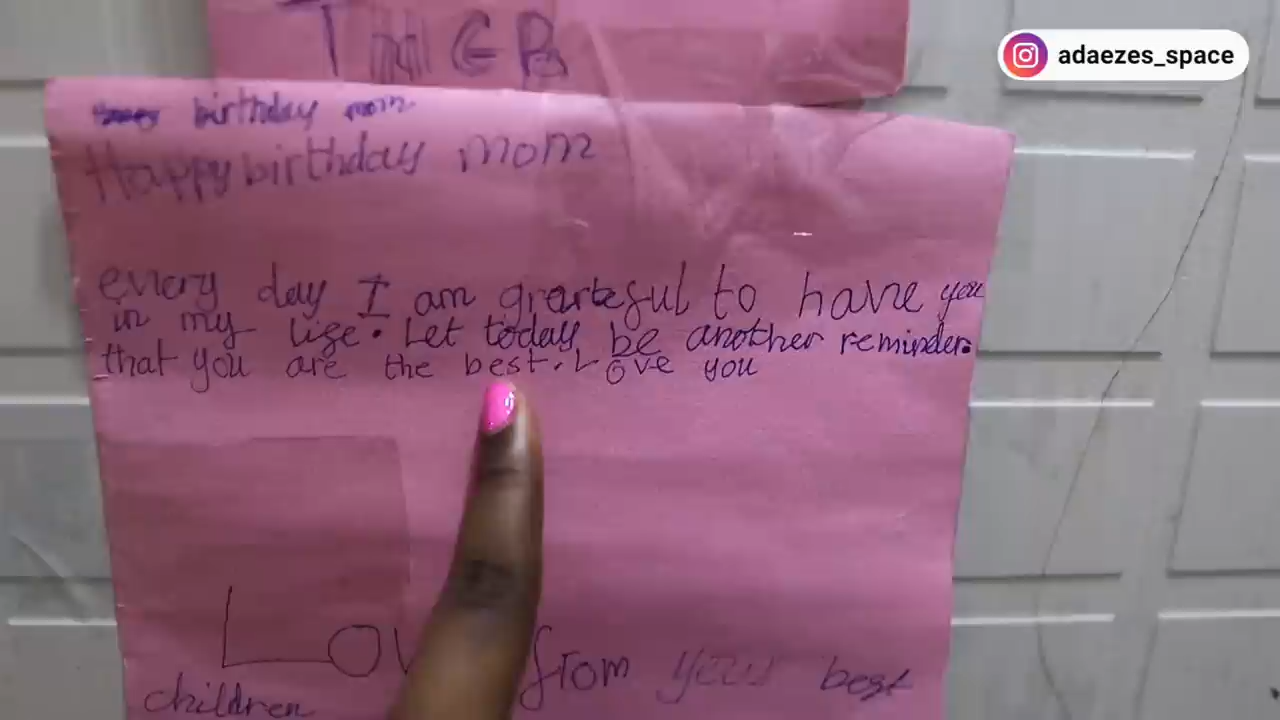 adaezes_space
birthday mom
Happy birthday mom
every day I am grateful to have you
in my life. Let today be another reminder
that you are the best. Love you
Lov from your best
children